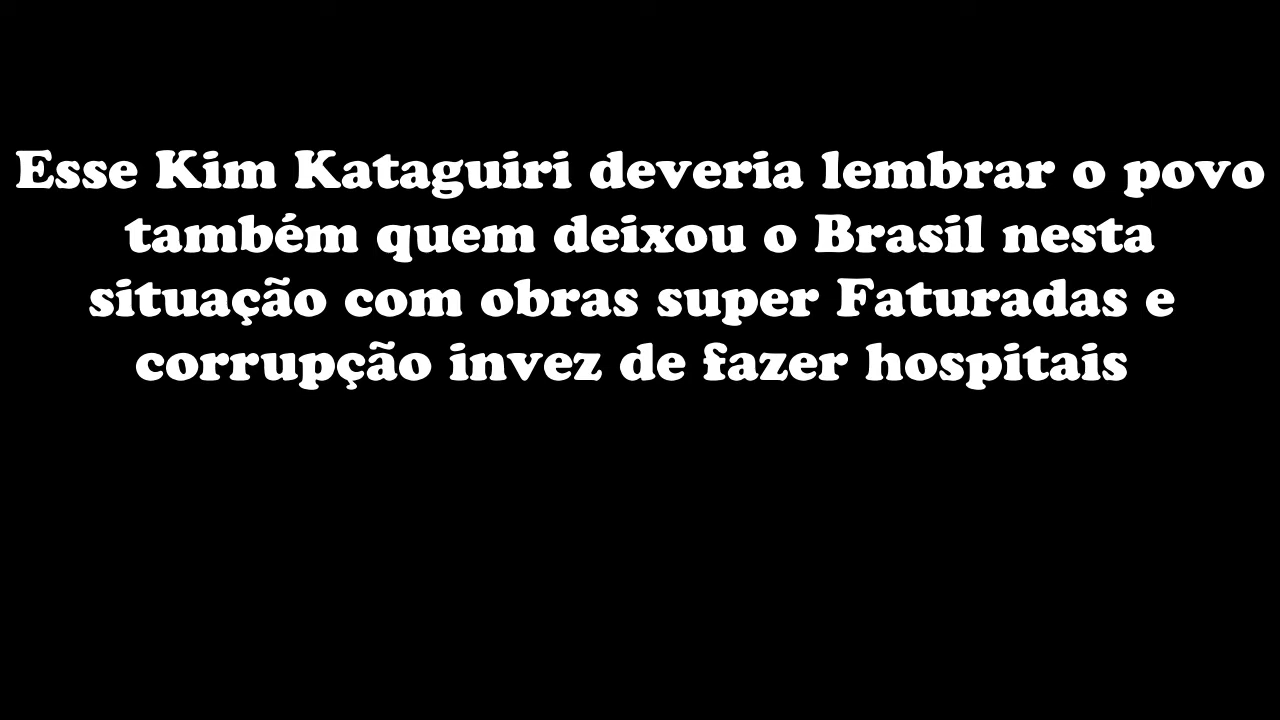 Esse Kim Kataguiri deveria lembrar o povo
também quem deixou o Brasil nesta
situação com obras super Faturadas e
corrupção invez de fazer hospitais